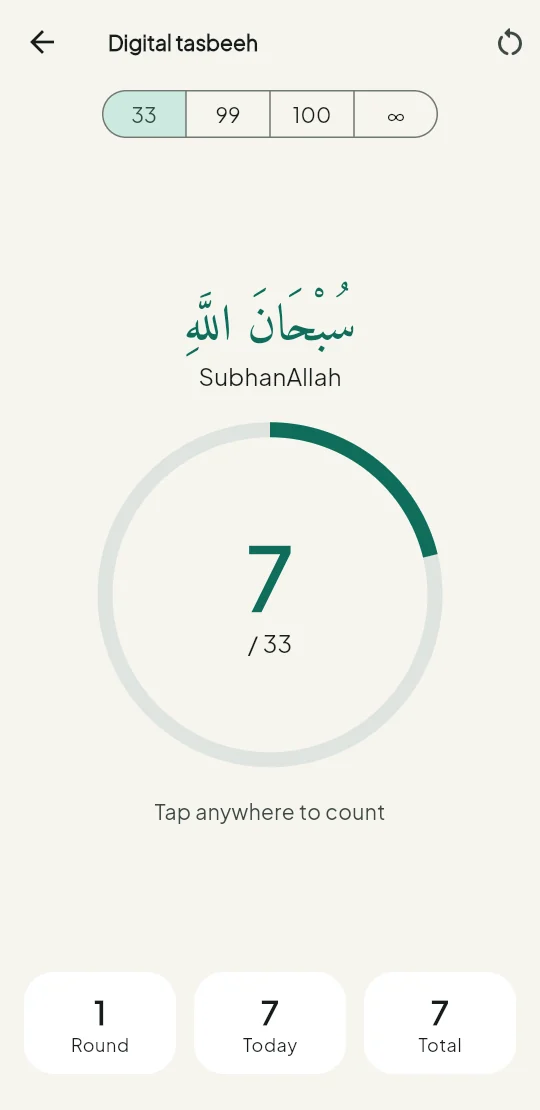 Digital tasbeeh
33 99 100 ∞
سُبْحَانَ اللَّهِ
SubhanAllah
7
/ 33
Tap anywhere to count
1 7 7
Round Today Total